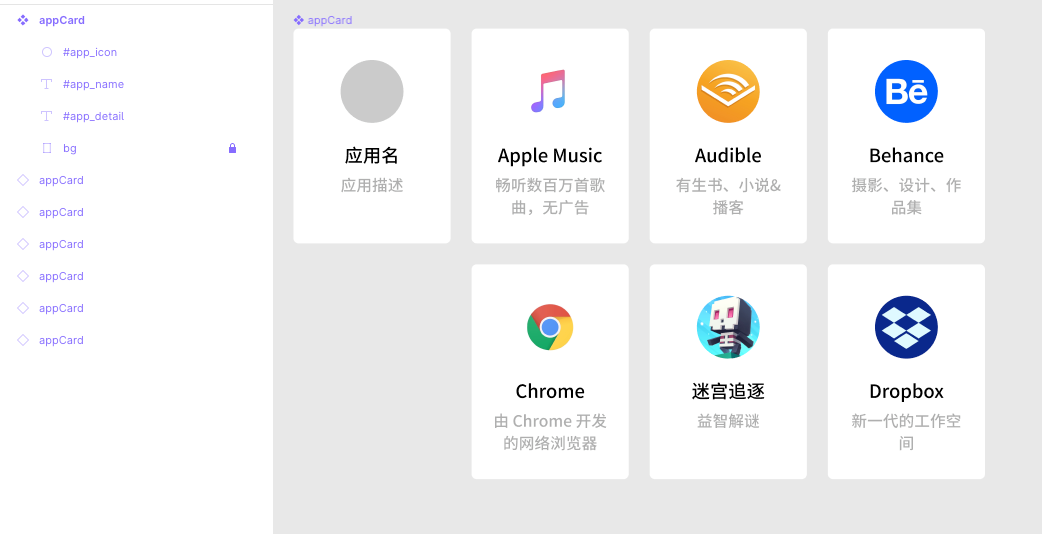 appCard
#app_icon
#app_name
#app_detail
bg
appCard
appCard
appCard
appCard
appCard
appCard
appCard
应用名
应用描述
Apple Music
畅听数百万首歌
曲，无广告
Audible
有生书、小说&
播客
Bē
Behance
摄影、设计、作
品集
Chrome
由 Chrome 开发
的网络浏览器
迷宫追逐
益智解谜
Dropbox
新一代的工作空
间